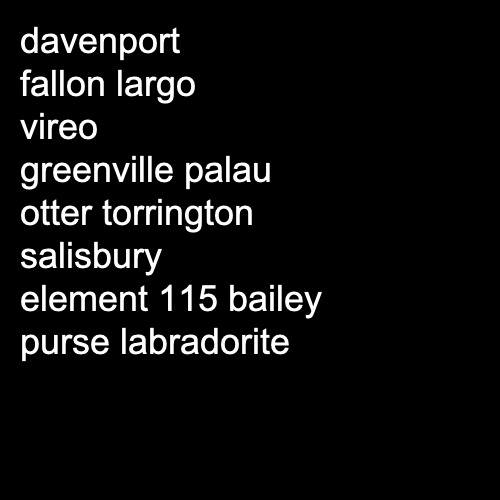 davenport
fallon largo
vireo
greenville palau
otter torrington
salisbury
element 115 bailey
purse labradorite